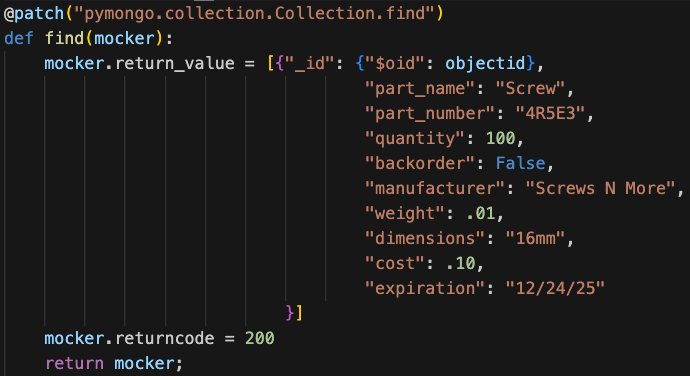 @patch("pymongo.collection.Collection.find")
def find(mocker):
    mocker.return_value = [{"_id": {"$oid": objectid},
                                    "part_name": "Screw",
                                    "part_number": "4R5E3",
                                    "quantity": 100,
                                    "backorder": False,
                                    "manufacturer": "Screws N More",
                                    "weight": .01,
                                    "dimensions": "16mm",
                                    "cost": .10,
                                    "expiration": "12/24/25"
                            }]
    mocker.returncode = 200
    return mocker;